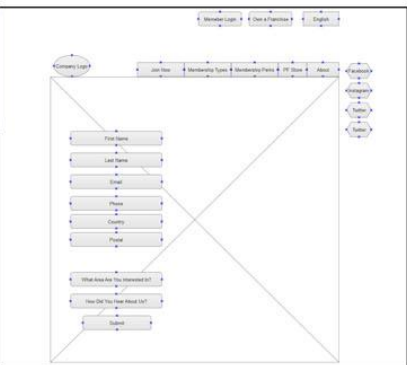 Member Login Own a Franchise English
Company Logo
Join Now Membership Types Membership Perks PF Store About
Facebook
Instagram
Twitter
Twitter
First Name
Last Name
Email
Phone
Country
Postal
What Area Are You Interested In?
How Did You Hear About Us?
Submit